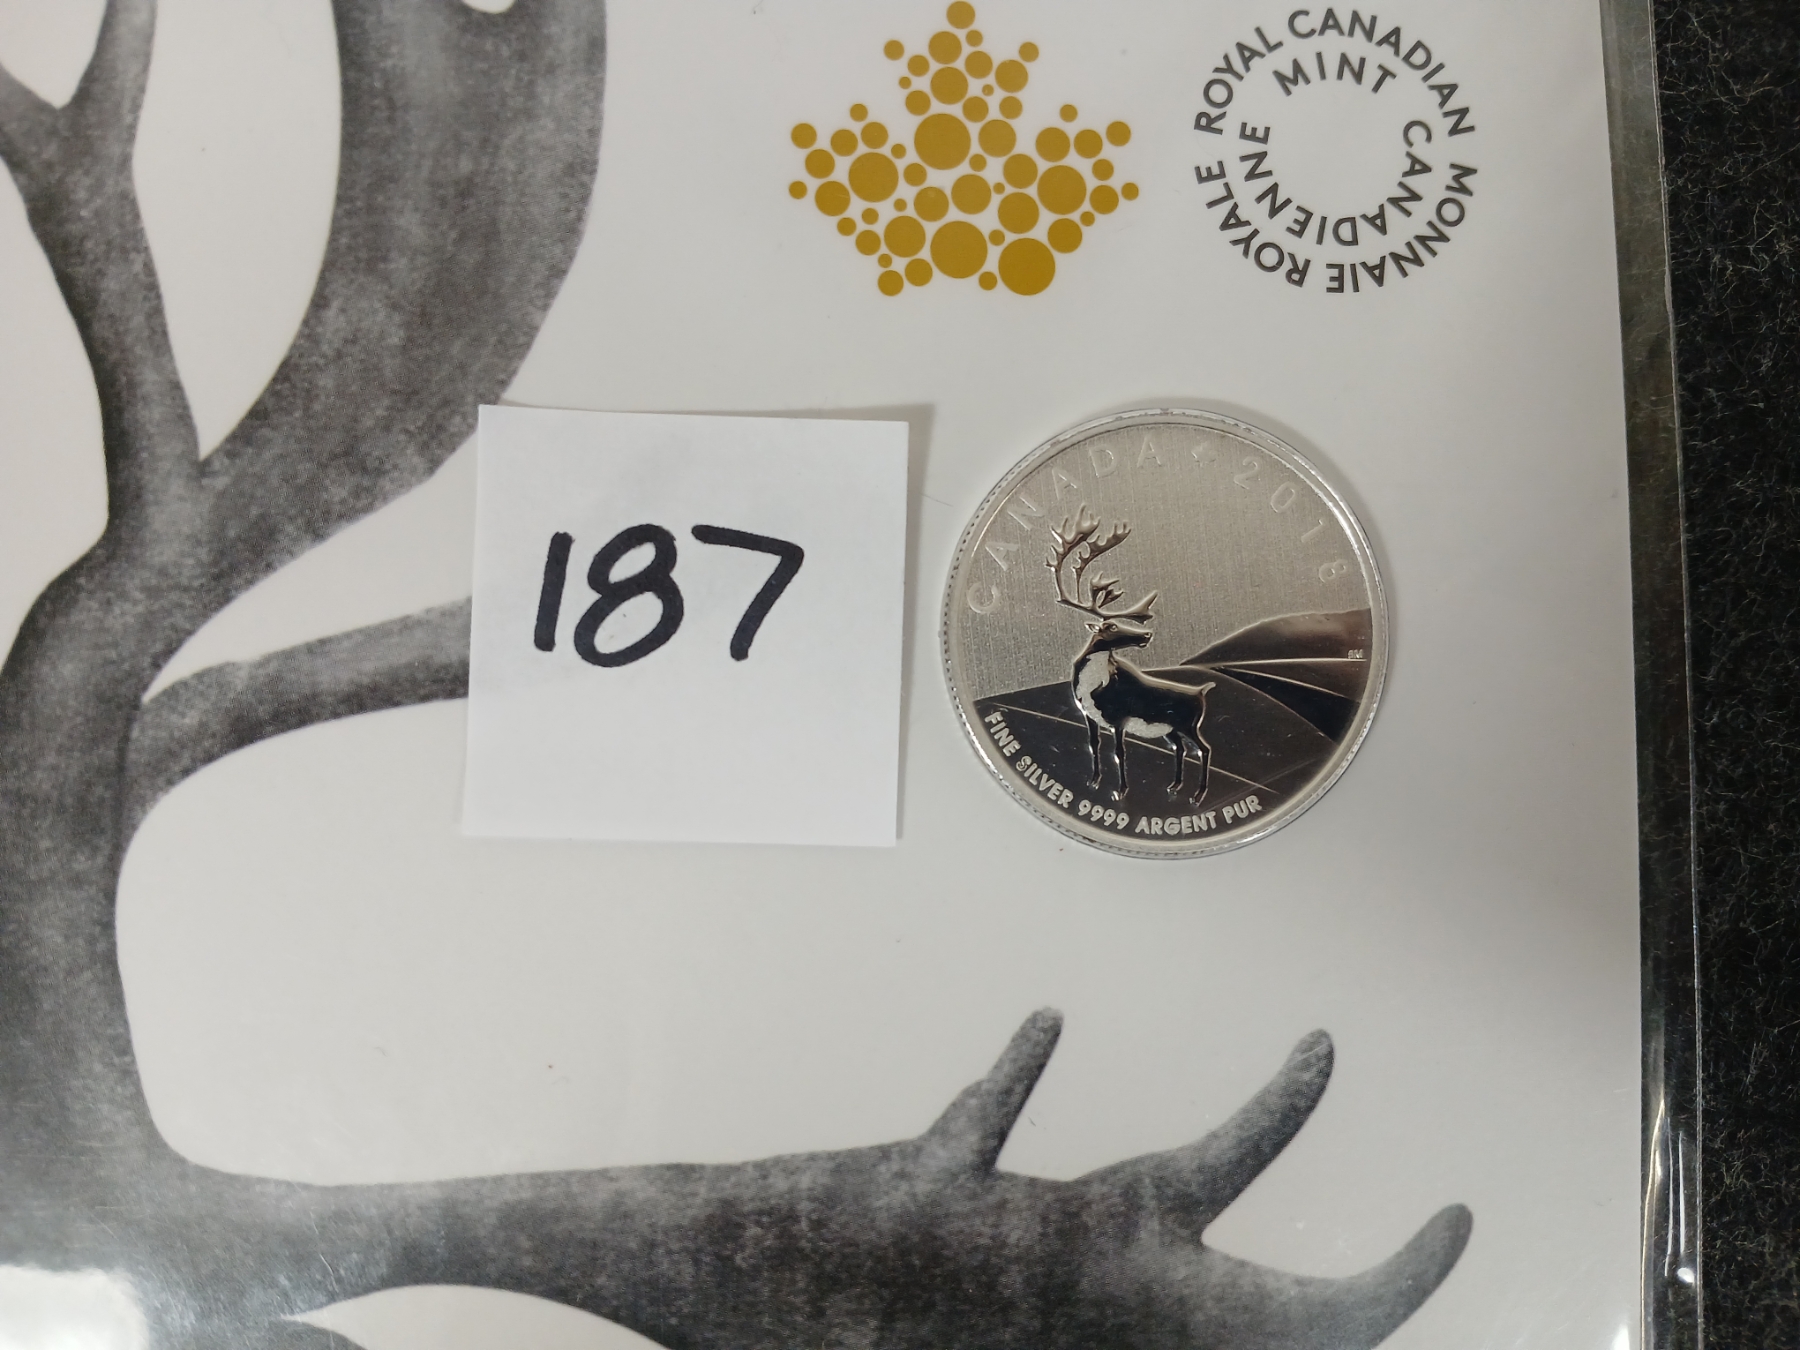 ROYAL CANADIAN MINT
MONNAIE ROYALE CANADIENNE
187
CANADA 2018
FINE SILVER 9999 ARGENT PUR